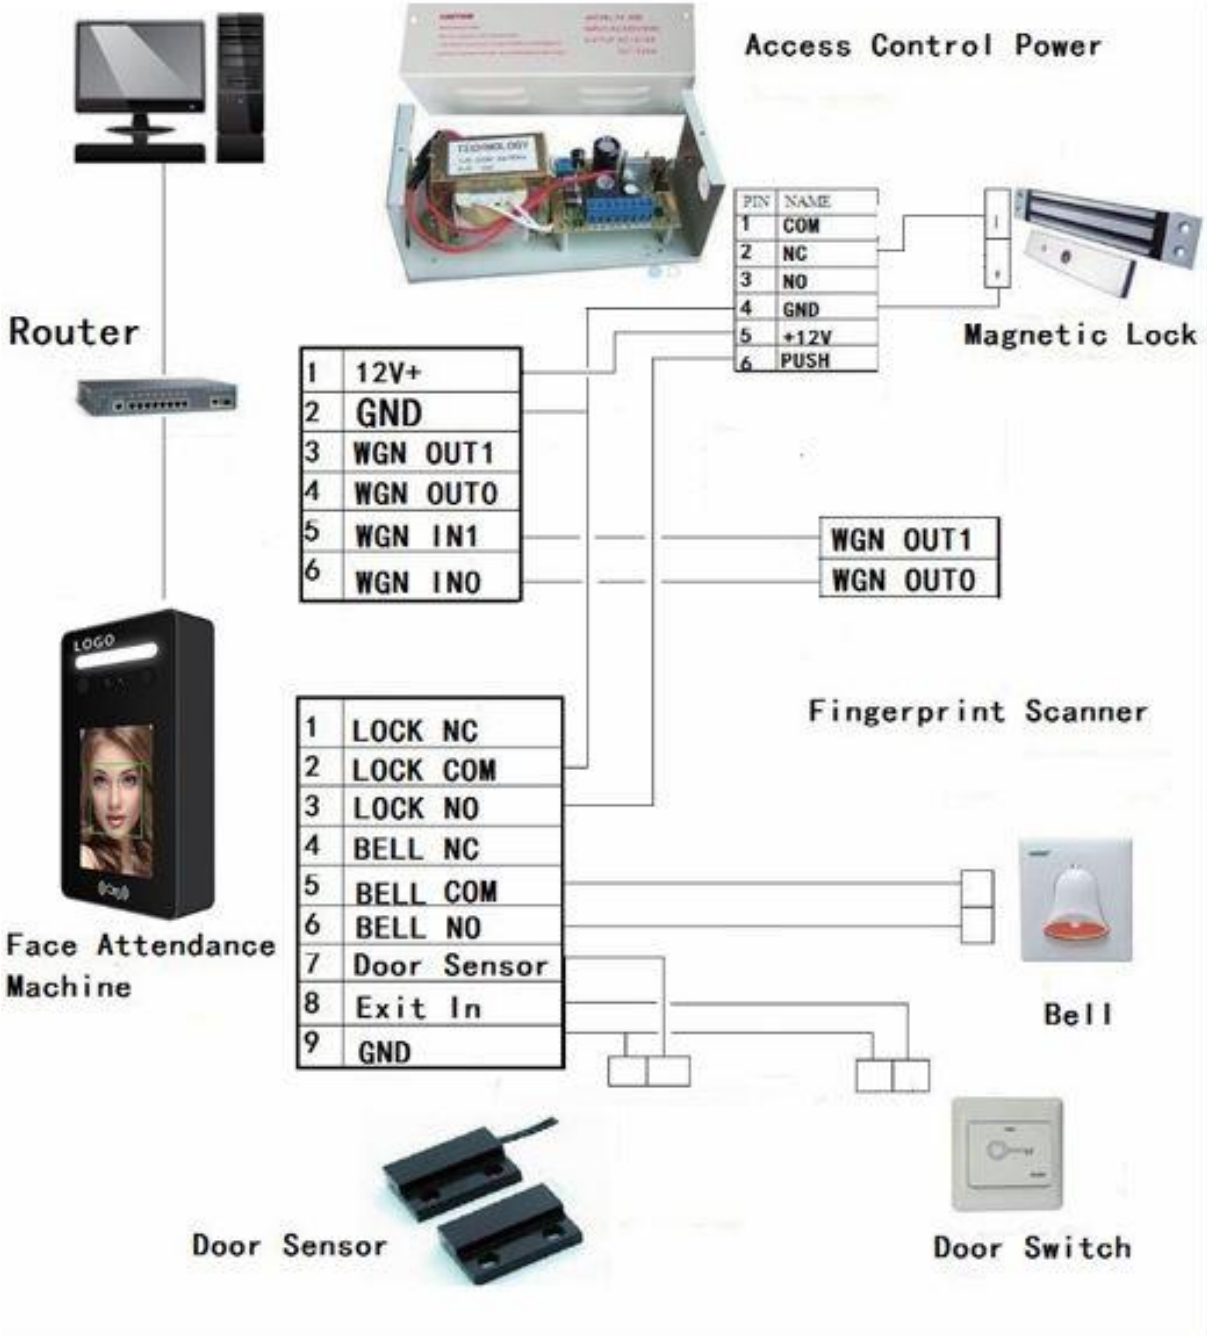 Access Control Power
TECHNOLOGY
PIN NAME
1 COM
2 NC
3 NO
4 GND
5 +12V
6 PUSH
Magnetic Lock
Router
1 12V+
2 GND
3 WGN OUT1
4 WGN OUT0
5 WGN IN1
6 WGN IN0
WGN OUT1
WGN OUT0
Fingerprint Scanner
LOGO
Face Attendance
Machine
1 LOCK NC
2 LOCK COM
3 LOCK NO
4 BELL NC
5 BELL COM
6 BELL NO
7 Door Sensor
8 Exit In
9 GND
Bell
Door Sensor
Door Switch